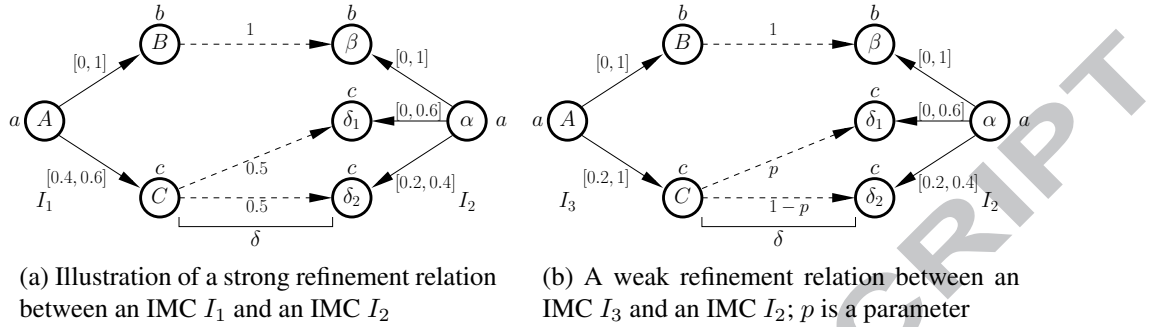 b b b b
B 1 β B 1 β
[0, 1] [0, 1] [0, 1] [0, 1]
c c
a A δ₁ [0, 0.6] α a a A δ₁ [0, 0.6] α a
[0.4, 0.6] c 0.5 c [0.2, 0.4] [0.2, 1] c p c [0.2, 0.4]
I₁ C 0.5 δ₂ I₂ I₃ C 1 − p δ₂ I₂
δ δ
(a) Illustration of a strong refinement relation
between an IMC I₁ and an IMC I₂
(b) A weak refinement relation between an
IMC I₃ and an IMC I₂; p is a parameter
CRIPT